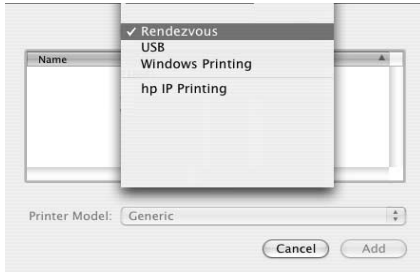 ✓ Rendezvous
USB
Name
Windows Printing
hp IP Printing
Printer Model: Generic
Cancel Add